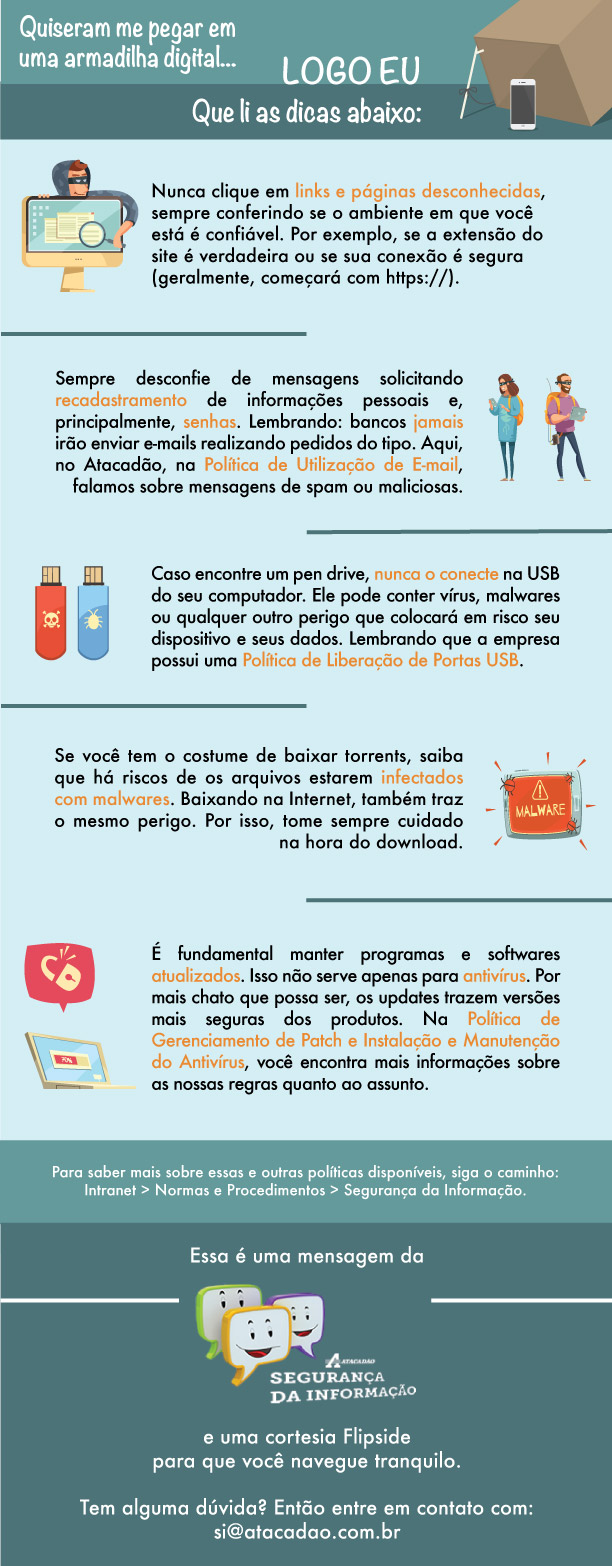 Quiseram me pegar em
uma armadilha digital...
LOGO EU
Que li as dicas abaixo:
Nunca clique em links e páginas desconhecidas,
sempre conferindo se o ambiente em que você
está é confiável. Por exemplo, se a extensão do
site é verdadeira ou se sua conexão é segura
(geralmente, começará com https://).
Sempre desconfie de mensagens solicitando
recadastramento de informações pessoais e,
principalmente, senhas. Lembrando: bancos jamais
irão enviar e-mails realizando pedidos do tipo. Aqui,
no Atacadão, na Política de Utilização de E-mail,
falamos sobre mensagens de spam ou maliciosas.
Caso encontre um pen drive, nunca o conecte na USB
do seu computador. Ele pode conter vírus, malwares
ou qualquer outro perigo que colocará em risco seu
dispositivo e seus dados. Lembrando que a empresa
possui uma Política de Liberação de Portas USB.
Se você tem o costume de baixar torrents, saiba
que há riscos de os arquivos estarem infectados
com malwares. Baixando na Internet, também traz
o mesmo perigo. Por isso, tome sempre cuidado
na hora do download.
MALWARE
É fundamental manter programas e softwares
atualizados. Isso não serve apenas para antivírus. Por
mais chato que possa ser, os updates trazem versões
mais seguras dos produtos. Na Política de
Gerenciamento de Patch e Instalação e Manutenção
do Antivírus, você encontra mais informações sobre
as nossas regras quanto ao assunto.
70%
Para saber mais sobre essas e outras políticas disponíveis, siga o caminho:
Intranet > Normas e Procedimentos > Segurança da Informação.
Essa é uma mensagem da
ATACADÃO
SEGURANÇA
DA INFORMAÇÃO
e uma cortesia Flipside
para que você navegue tranquilo.
Tem alguma dúvida? Então entre em contato com:
si@atacadao.com.br